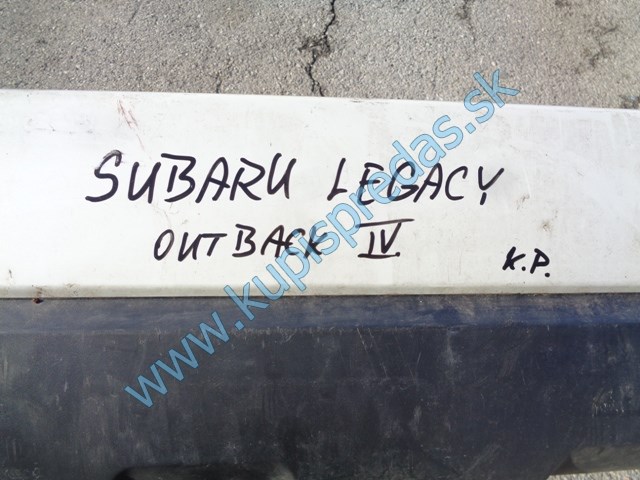 SUBARU LEGACY
OUTBACK IV.
K.P.
www.kupispredas.sk